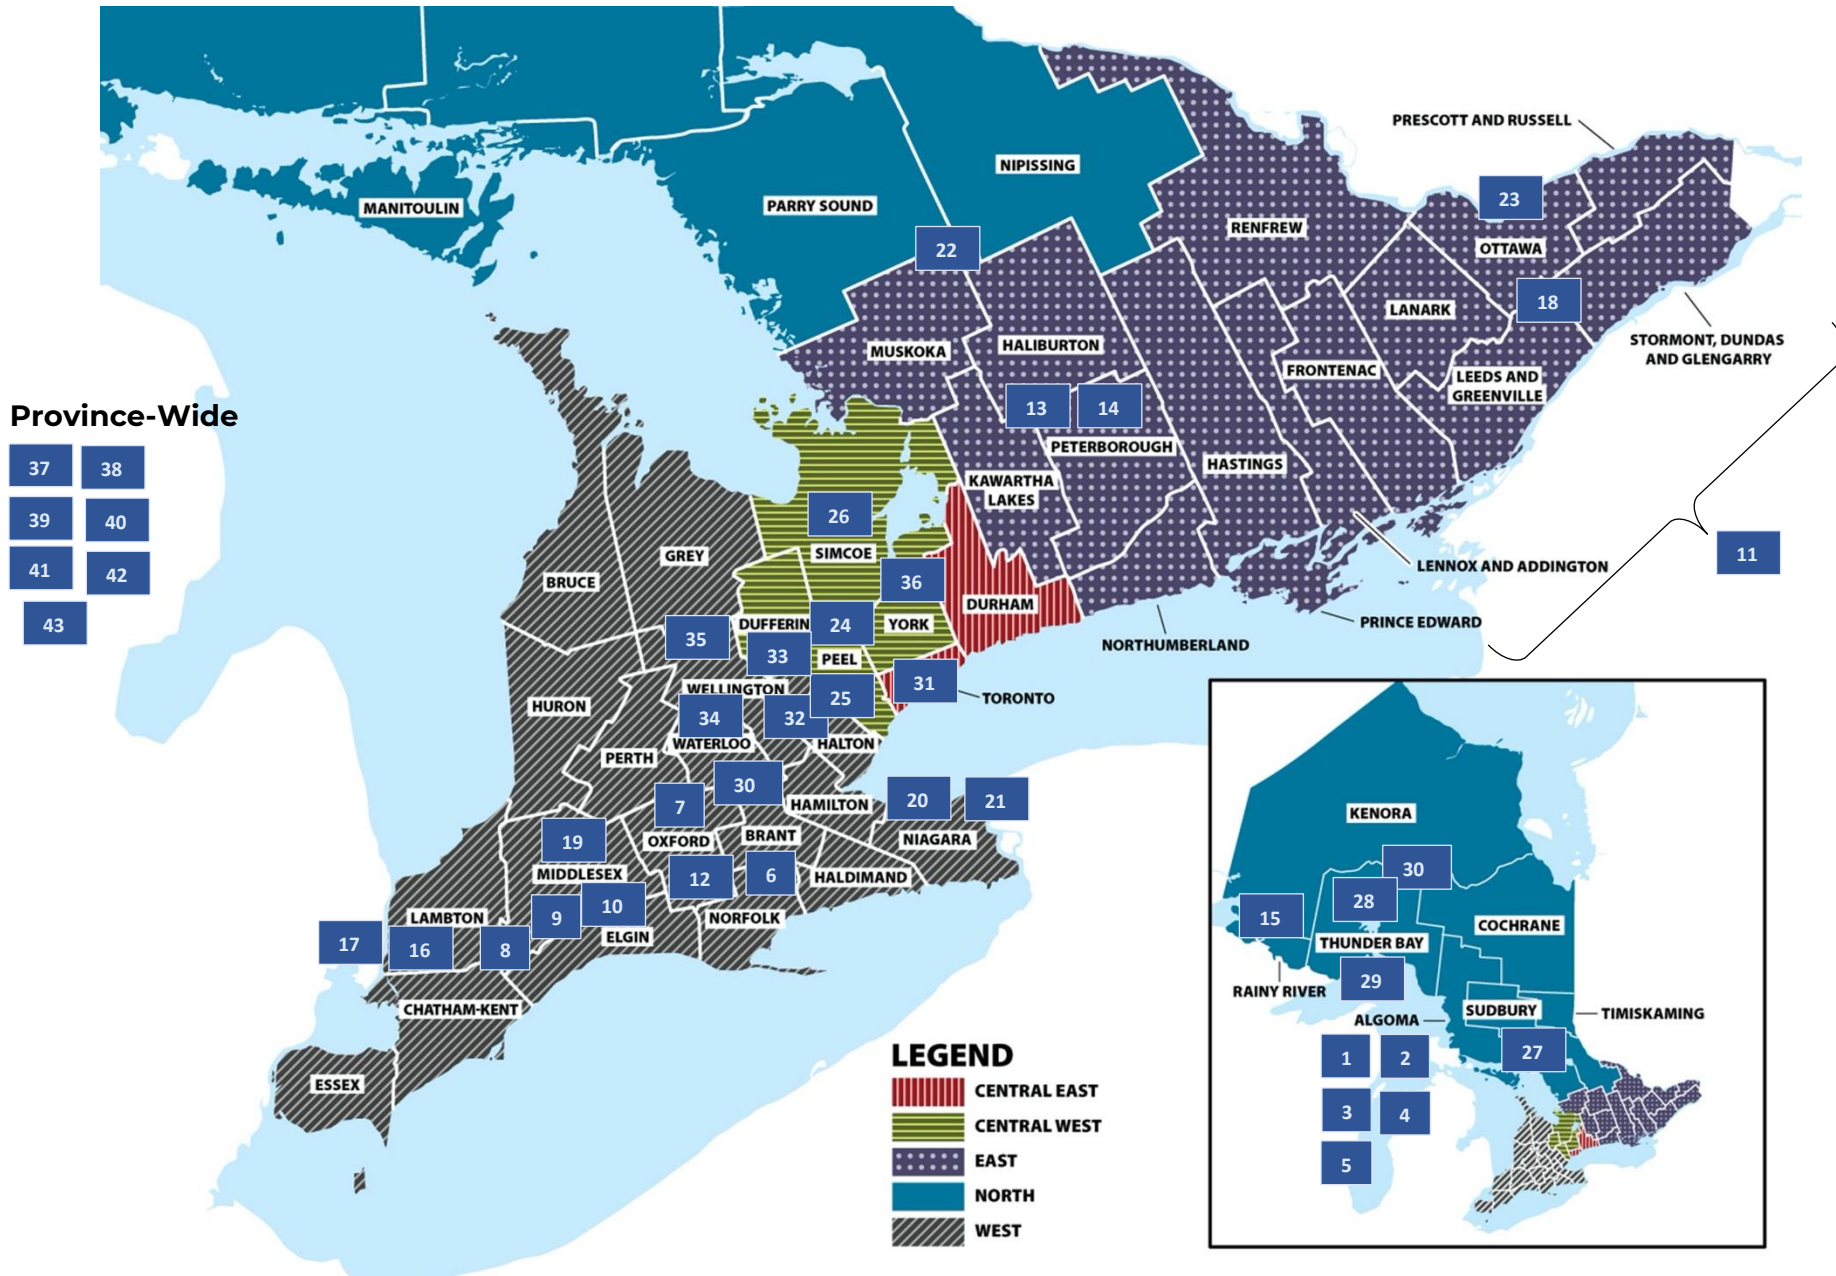 PRESCOTT AND RUSSELL
NIPISSING
23
MANITOULIN
PARRY SOUND
RENFREW
22
OTTAWA
18
LANARK
MUSKOKA
HALIBURTON
STORMONT, DUNDAS
AND GLENGARRY
FRONTENAC
LEEDS AND
GREENVILLE
Province-Wide
13
14
PETERBOROUGH
37
38
HASTINGS
KAWARTHA
LAKES
39
40
26
SIMCOE
11
GREY
41
42
BRUCE
36
LENNOX AND ADDINGTON
DURHAM
43
35
DUFFERIN
24
YORK
PRINCE EDWARD
33
PEEL
NORTHUMBERLAND
WELLINGTON
25
31
TORONTO
HURON
34
32
WATERLOO
HALTON
PERTH
30
7
HAMILTON
20
21
19
OXFORD
BRANT
NIAGARA
MIDDLESEX
12
6
HALDIMAND
LAMBTON
9
10
NORFOLK
ELGIN
17
16
8
CHATHAM-KENT
ESSEX
LEGEND
CENTRAL EAST
CENTRAL WEST
EAST
NORTH
WEST
KENORA
30
28
15
COCHRANE
THUNDER BAY
29
RAINY RIVER
SUDBURY
ALGOMA
TIMISKAMING
1
2
27
3
4
5